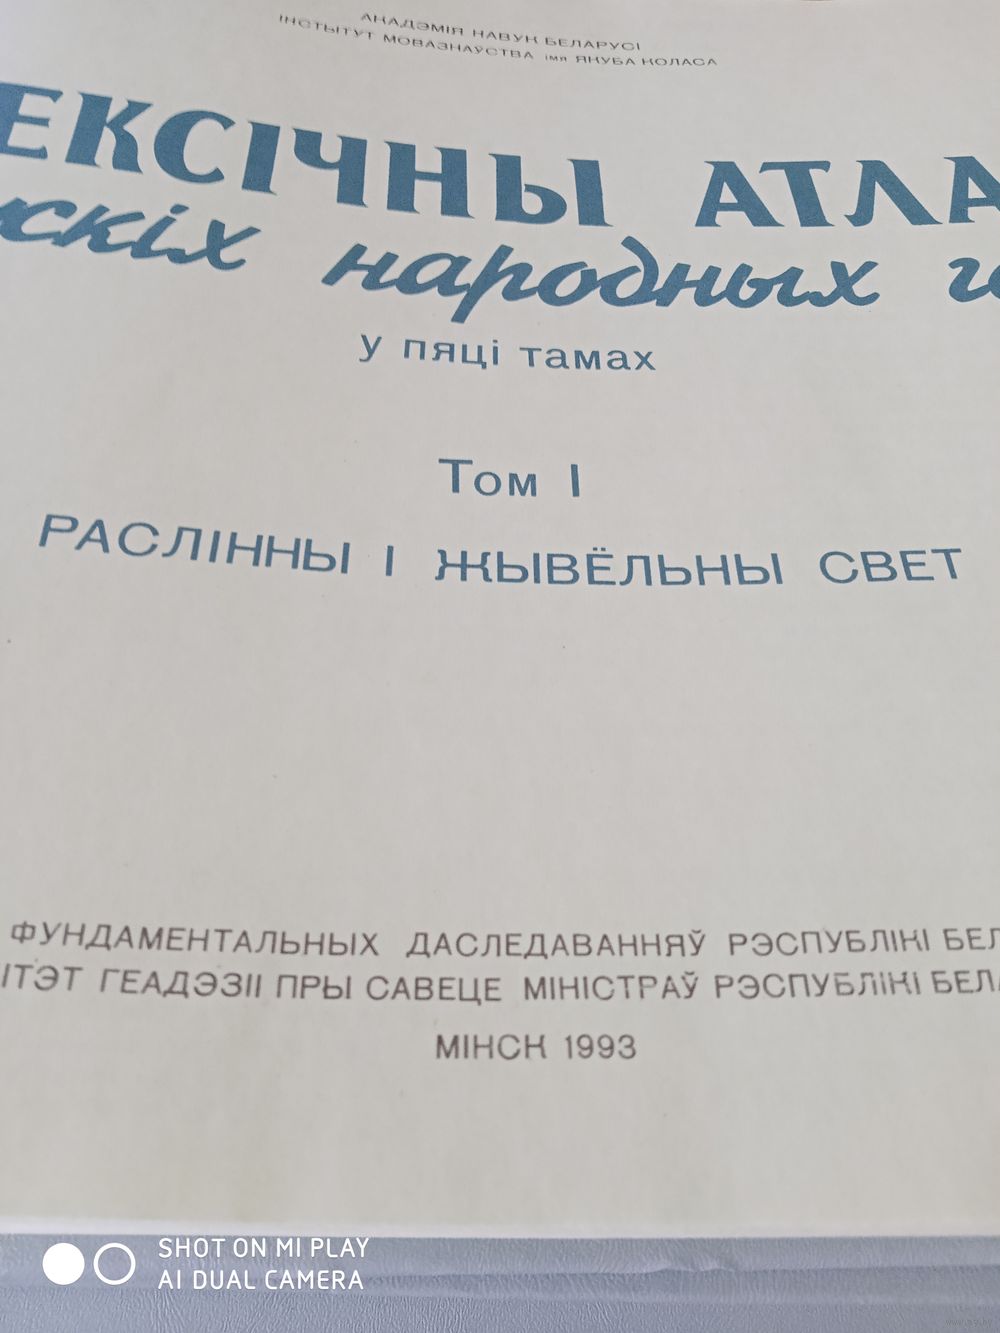 АКАДЭМІЯ НАВУК БЕЛАРУСІ
ІНСТЫТУТ МОВАЗНАЎСТВА імя ЯКУБА КОЛАСА
ЕКСІЧНЫ АТЛА
скіх народных г
у пяці тамах
Том I
РАСЛІННЫ І ЖЫВЁЛЬНЫ СВЕТ
ФУНДАМЕНТАЛЬНЫХ ДАСЛЕДАВАННЯЎ РЭСПУБЛІКІ БЕЛ
ІТЭТ ГЕАДЭЗІІ ПРЫ САВЕЦЕ МІНІСТРАЎ РЭСПУБЛІКІ БЕЛА
МІНСК 1993
SHOT ON MI PLAY
AI DUAL CAMERA